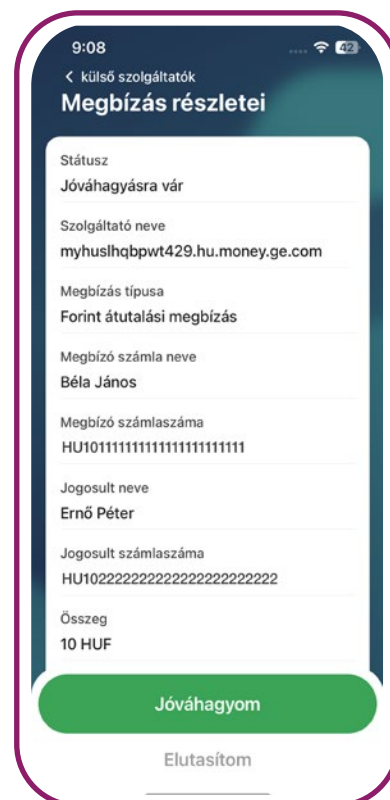 9:08
42
< külső szolgáltatók
Megbízás részletei
Státusz
Jóváhagyásra vár
Szolgáltató neve
myhuslhqbpwt429.hu.money.ge.com
Megbízás típusa
Forint átutalási megbízás
Megbízó számla neve
Béla János
Megbízó számlaszáma
HU10111111111111111111111111
Jogosult neve
Ernő Péter
Jogosult számlaszáma
HU10222222222222222222222222
Összeg
10 HUF
Jóváhagyom
Elutasítom